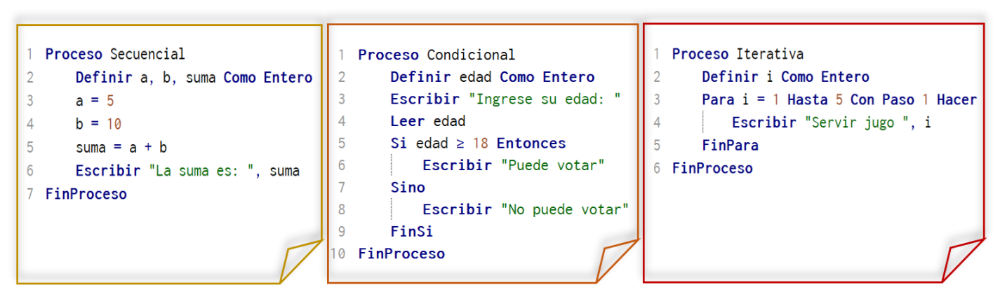 1 Proceso Secuencial
2 Definir a, b, suma Como Entero
3 a = 5
4 b = 10
5 suma = a + b
6 Escribir "La suma es: ", suma
7 FinProceso
1 Proceso Condicional
2 Definir edad Como Entero
3 Escribir "Ingrese su edad: "
4 Leer edad
5 Si edad ≥ 18 Entonces
6 Escribir "Puede votar"
7 Sino
8 Escribir "No puede votar"
9 FinSi
10 FinProceso
1 Proceso Iterativa
2 Definir i Como Entero
3 Para i = 1 Hasta 5 Con Paso 1 Hacer
4 Escribir "Servir jugo ", i
5 FinPara
6 FinProceso